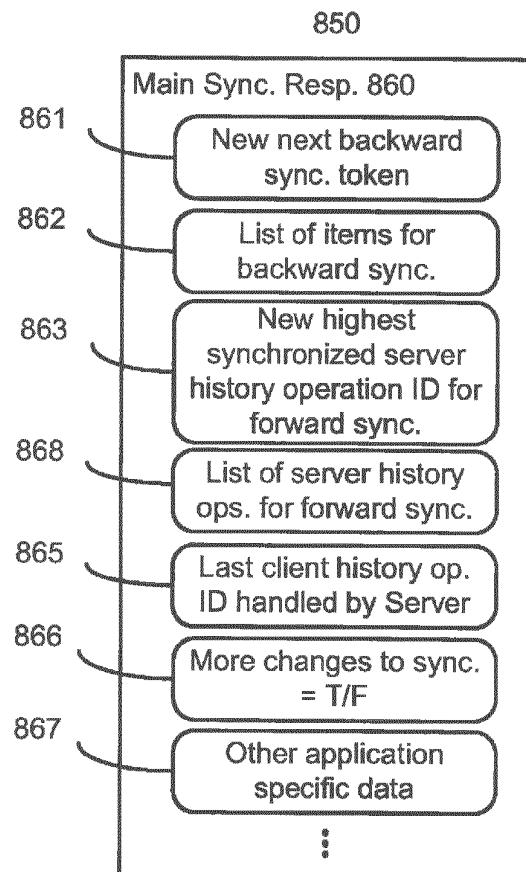 850
Main Sync. Resp. 860
861
New next backward
sync. token
862
List of items for
backward sync.
863
New highest
synchronized server
history operation ID for
forward sync.
868
List of server history
ops. for forward sync.
865
Last client history op.
ID handled by Server
866
More changes to sync.
= T/F
867
Other application
specific data